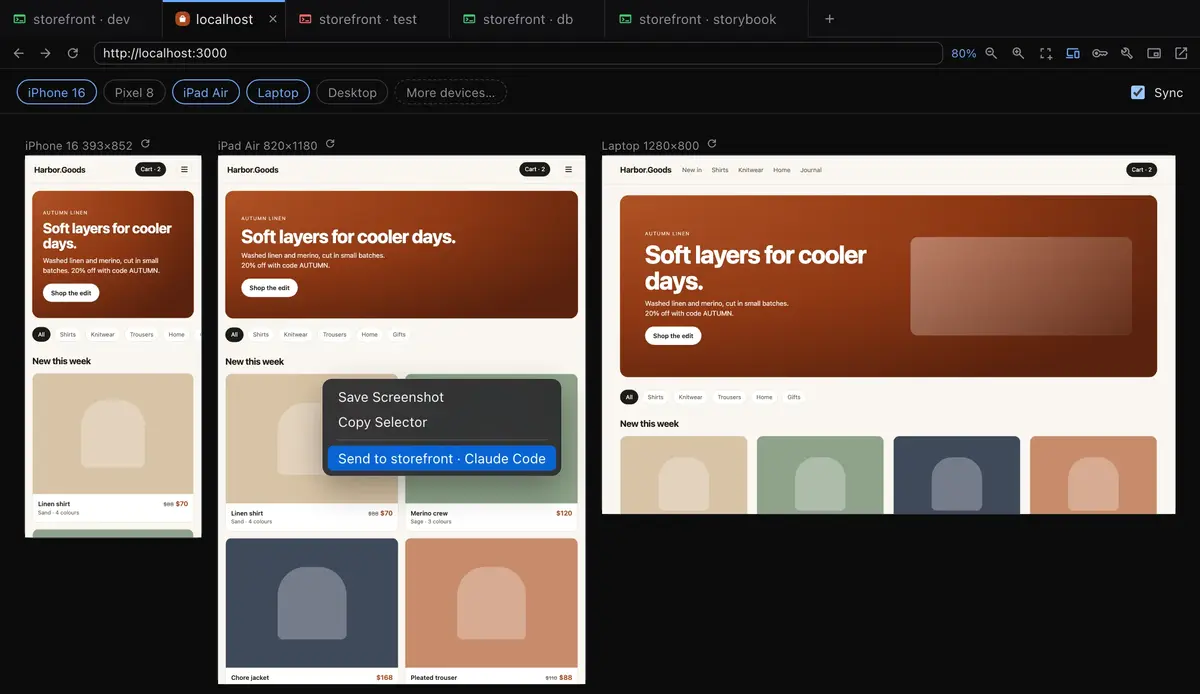 storefront · dev
localhost
storefront · test
storefront · db
storefront · storybook
http://localhost:3000
80%
iPhone 16
Pixel 8
iPad Air
Laptop
Desktop
More devices...
Sync
iPhone 16 393×852
Harbor.Goods
Cart · 2
AUTUMN LINEN
Soft layers for cooler
days.
Washed linen and merino, cut in small
batches. 20% off with code AUTUMN.
Shop the edit
All
Shirts
Knitwear
Trousers
Home
New this week
Linen shirt
$88 $70
Sand · 4 colours
iPad Air 820×1180
Harbor.Goods
Cart · 2
AUTUMN LINEN
Soft layers for cooler days.
Washed linen and merino, cut in small batches.
20% off with code AUTUMN.
Shop the edit
All
Shirts
Knitwear
Trousers
Home
Gifts
New this week
Save Screenshot
Copy Selector
Send to storefront · Claude Code
Linen shirt
$88 $70
Sand · 4 colours
Merino crew
$120
Sage · 3 colours
Chore jacket
$168
Pleated trouser
$110 $88
Laptop 1280×800
Harbor.Goods
New in
Shirts
Knitwear
Home
Journal
Cart · 2
AUTUMN LINEN
Soft layers for cooler
days.
Washed linen and merino, cut in small batches.
20% off with code AUTUMN.
Shop the edit
All
Shirts
Knitwear
Trousers
Home
Gifts
New this week